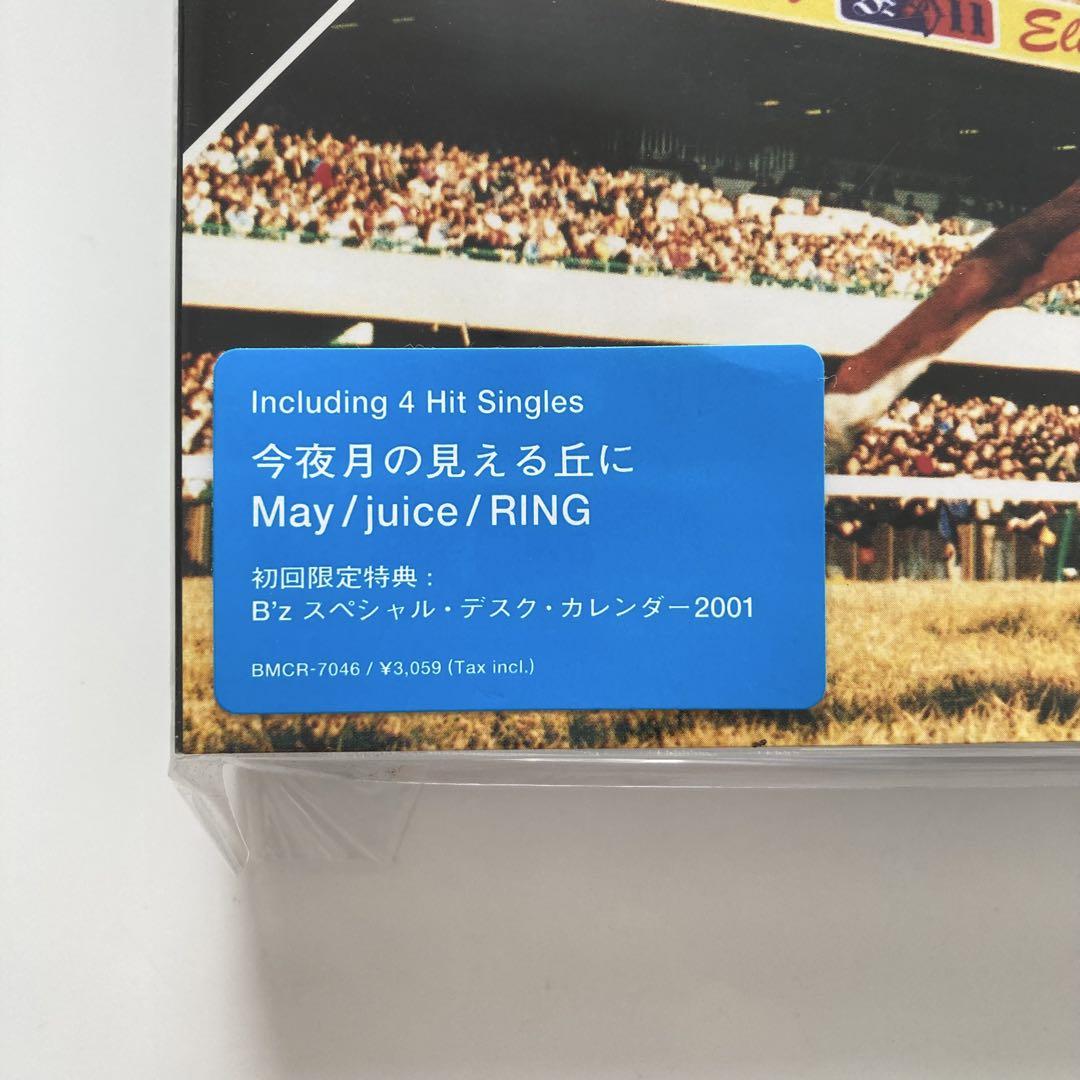 11
Including 4 Hit Singles
今夜月の見える丘に
May / juice / RING
初回限定特典 :
B'z スペシャル・デスク・カレンダー2001
BMCR-7046 / ¥3,059 (Tax incl.)